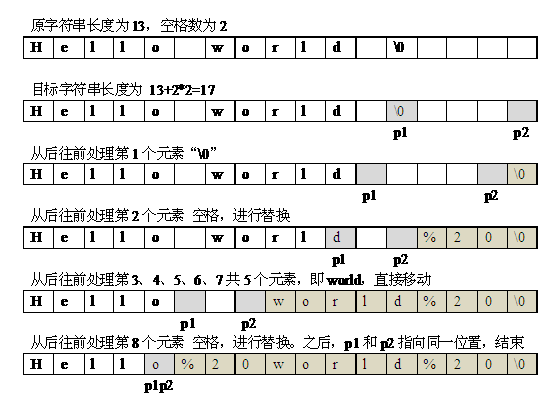 原字符串长度为13，空格数为2
H e l l o w o r l d \0
目标字符串长度为 13+2*2=17
H e l l o w o r l d \0
p1 p2
从后往前处理第1个元素“\0”
H e l l o w o r l d \0
p1 p2
从后往前处理第2个元素 空格，进行替换
H e l l o w o r l d % 2 0 \0
p1 p2
从后往前处理第3、4、5、6、7共5个元素，即world，直接移动
H e l l o w o r l d % 2 0 \0
p1 p2
从后往前处理第8个元素 空格，进行替换。之后，p1和p2指向同一位置，结束
H e l l o % 2 0 w o r l d % 2 0 \0
p1p2